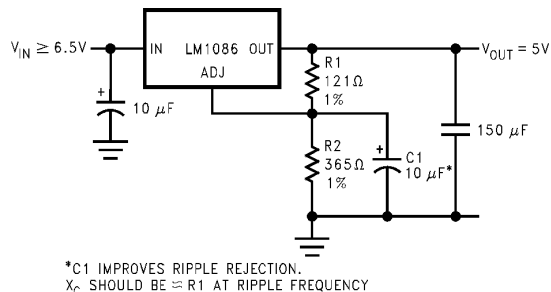 V_IN ≥ 6.5V
IN LM1086 OUT
ADJ
V_OUT = 5V
+
10 μF
R1
121Ω
1%
R2
365Ω
1%
+
C1
10 μF*
150 μF
*C1 IMPROVES RIPPLE REJECTION.
X_C SHOULD BE ≈ R1 AT RIPPLE FREQUENCY